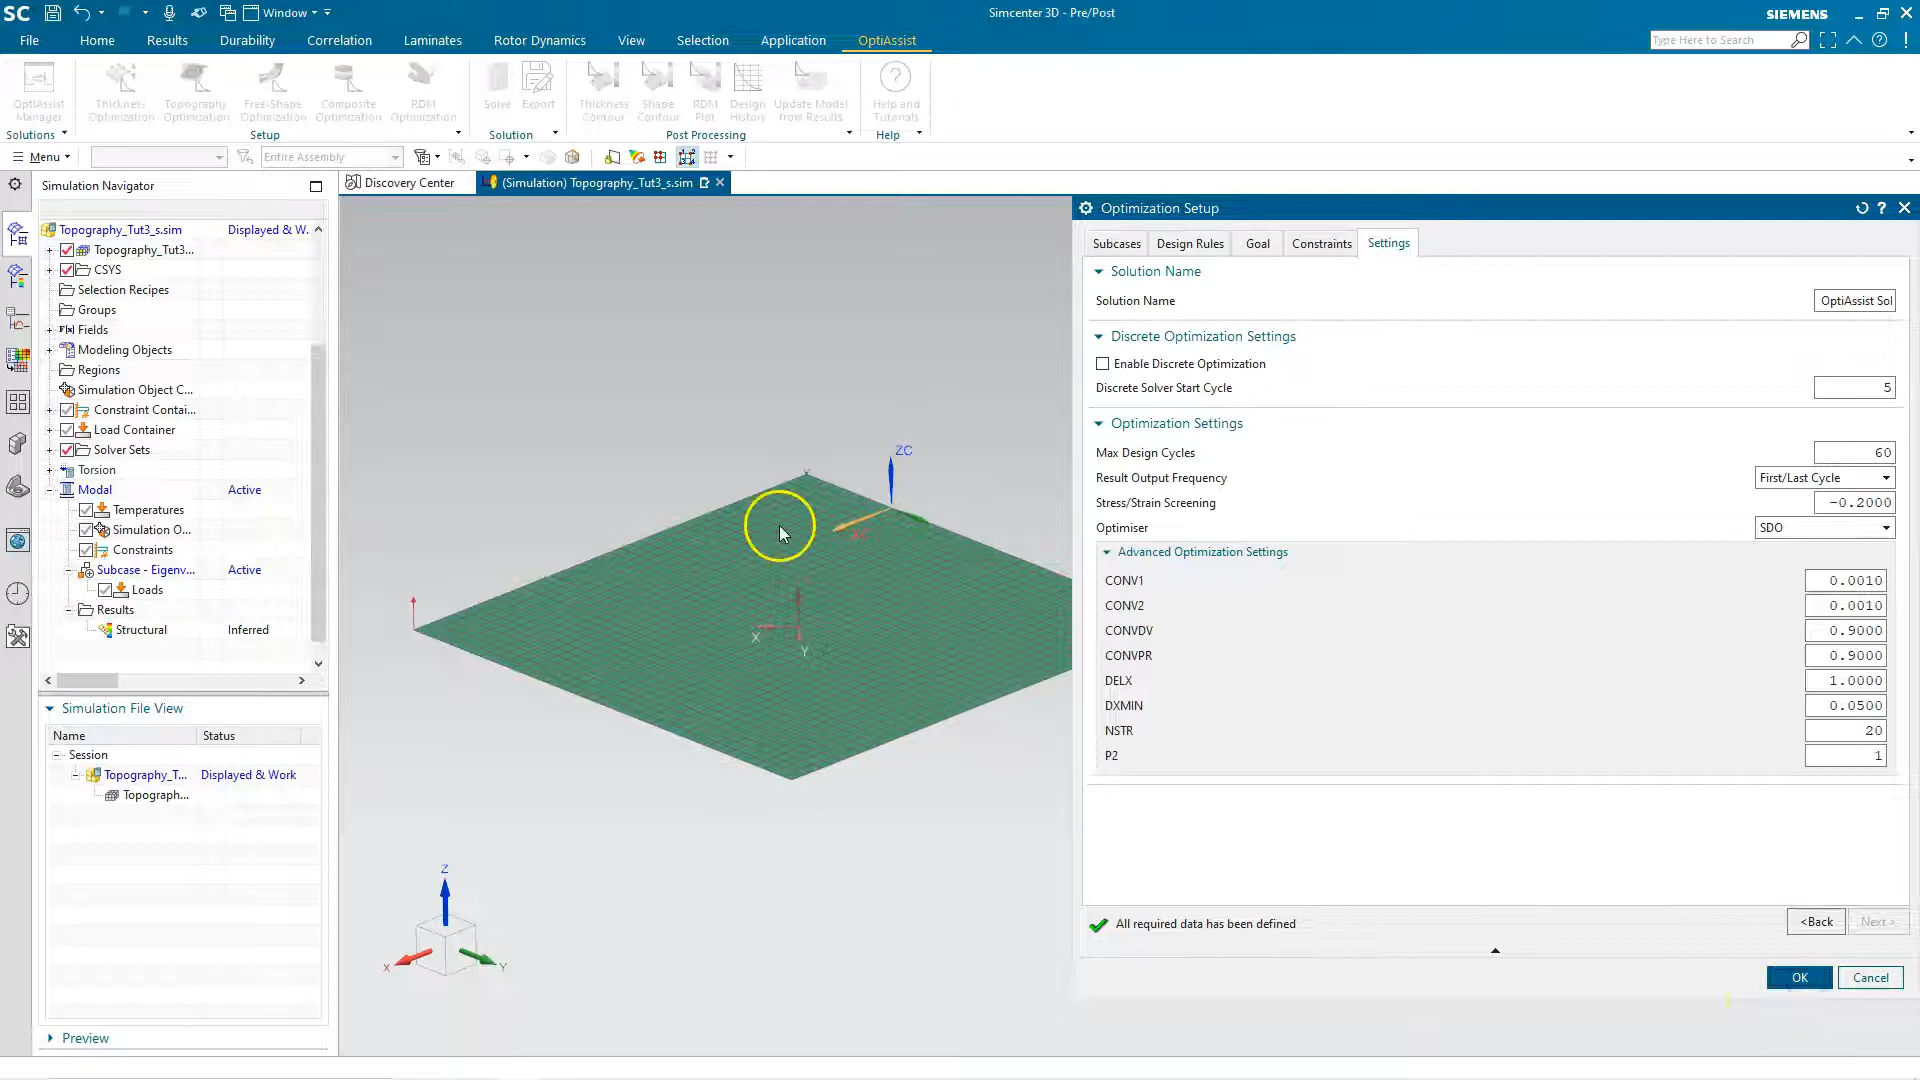 SC Window Simcenter 3D - Pre/Post SIEMENS
File Home Results Durability Correlation Laminates Rotor Dynamics View Selection Application OptiAssist Type Here to Search
OptiAssist Manager
Thickness Optimization
Topography Optimization
Free-Shape Optimization
Composite Optimization
RDM Optimization
Solve
Export
Thickness Contour
Shape Contour
RDM Plot
Design History
Update Model from Results
Help and Tutorials
Solutions Setup Solution Post Processing Help
Menu Entire Assembly
Simulation Navigator
Discovery Center
(Simulation) Topography_Tut3_s.sim
Topography_Tut3_s.sim Displayed & W.
Topography_Tut3...
CSYS
Selection Recipes
Groups
Fields
Modeling Objects
Regions
Simulation Object C...
Constraint Contai...
Load Container
Solver Sets
Torsion
Modal Active
Temperatures
Simulation O...
Constraints
Subcase - Eigenv... Active
Loads
Results
Structural Inferred
Simulation File View
Name Status
Session
Topography_T... Displayed & Work
Topograph...
Preview
ZC
XC
X
Y
Z
X
Y
Optimization Setup
Subcases Design Rules Goal Constraints Settings
Solution Name
Solution Name OptiAssist Sol
Discrete Optimization Settings
Enable Discrete Optimization
Discrete Solver Start Cycle 5
Optimization Settings
Max Design Cycles 60
Result Output Frequency First/Last Cycle
Stress/Strain Screening -0.2000
Optimiser SDO
Advanced Optimization Settings
CONV1 0.0010
CONV2 0.0010
CONVDV 0.9000
CONVPR 0.9000
DELX 1.0000
DXMIN 0.0500
NSTR 20
P2 1
All required data has been defined
<Back Next >
OK Cancel